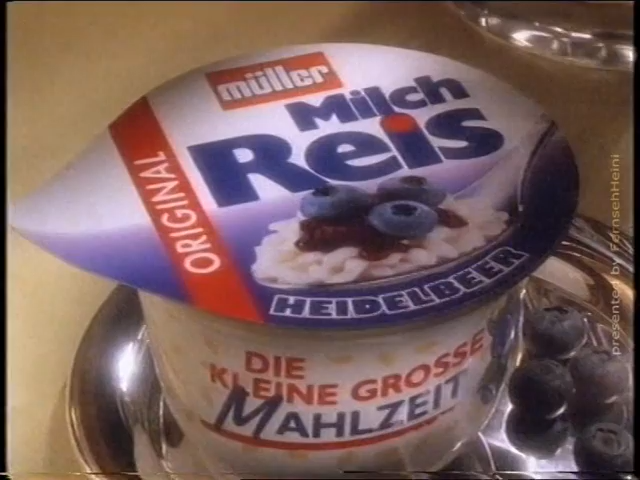 müller
Milch
Reis
ORIGINAL
HEIDELBEER
DIE
KLEINE GROSSE
MAHLZEIT
presented by FernsehHeini